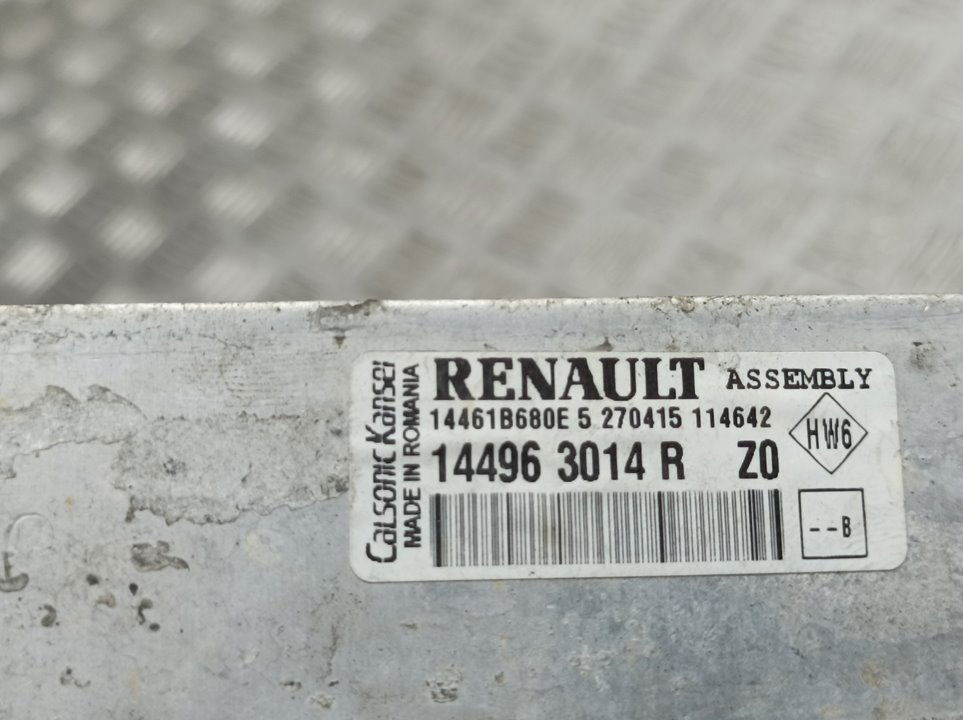 Calsonic Kansei
MADE IN ROMANIA
RENAULT ASSEMBLY
14461B680E 5 270415 114642
14496 3014 R Z0
HW6
--B